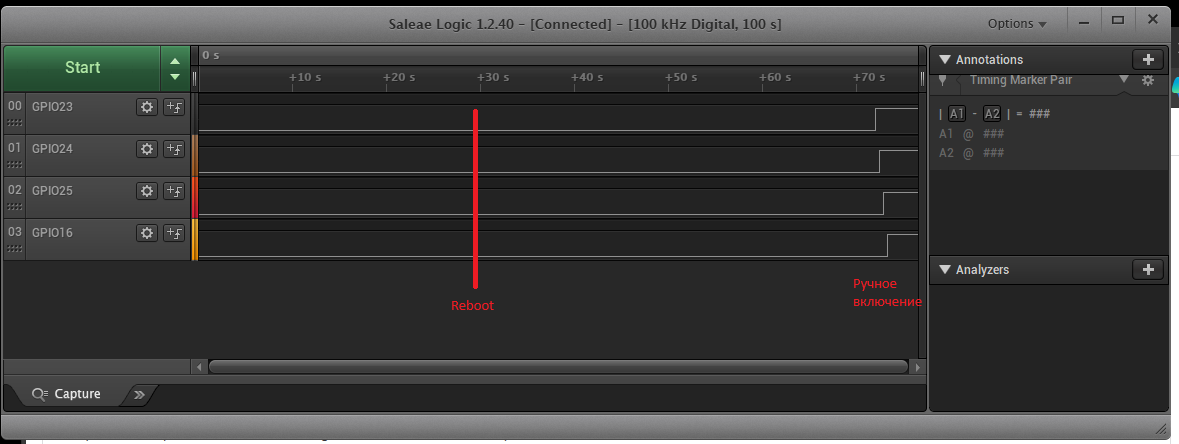 Saleae Logic 1.2.40 – [Connected] – [100 kHz Digital, 100 s]
Options
Start
0 s
+10 s
+20 s
+30 s
+40 s
+50 s
+60 s
+70 s
Annotations
Timing Marker Pair
| A1 - A2 | = ###
A1 @ ###
A2 @ ###
00 GPIO23
01 GPIO24
02 GPIO25
03 GPIO16
Analyzers
Reboot
Ручное
включение
Capture